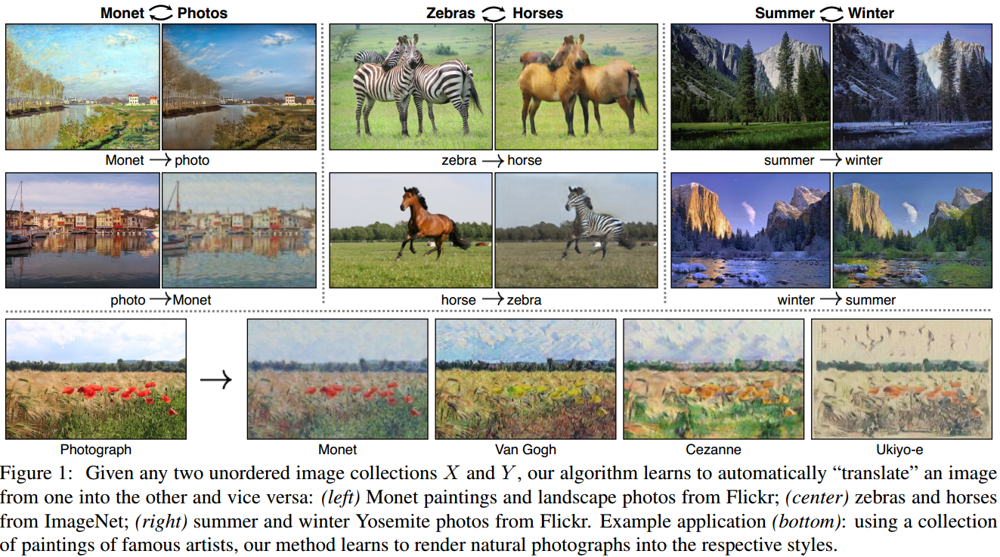 Monet Photos
Zebras Horses
Summer Winter
Monet → photo
zebra → horse
summer → winter
photo → Monet
horse → zebra
winter → summer
Photograph
Monet
Van Gogh
Cezanne
Ukiyo-e
Figure 1: Given any two unordered image collections X and Y, our algorithm learns to automatically “translate” an image
from one into the other and vice versa: (left) Monet paintings and landscape photos from Flickr; (center) zebras and horses
from ImageNet; (right) summer and winter Yosemite photos from Flickr. Example application (bottom): using a collection
of paintings of famous artists, our method learns to render natural photographs into the respective styles.